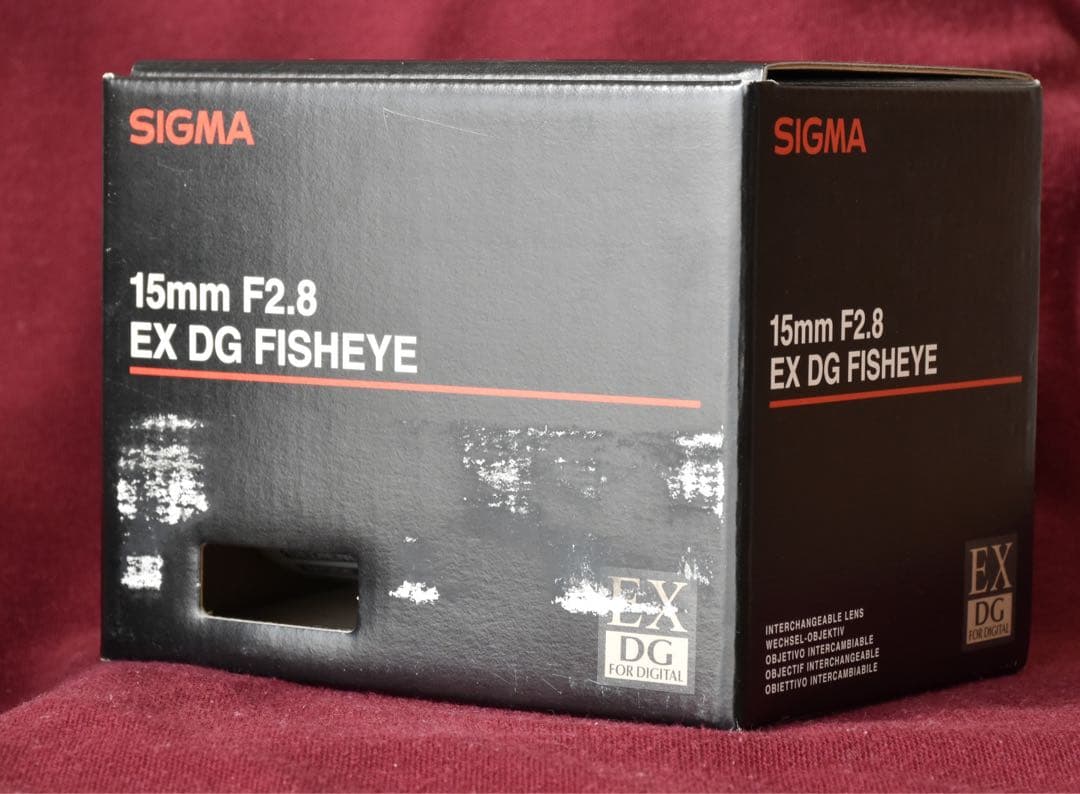 SIGMA
15mm F2.8
EX DG FISHEYE
EX
DG
FOR DIGITAL
SIGMA
15mm F2.8
EX DG FISHEYE
INTERCHANGEABLE LENS
WECHSEL-OBJEKTIV
OBJETIVO INTERCAMBIABLE
OBJECTIF INTERCHANGEABLE
OBIETTIVO INTERCAMBIABILE
EX
DG
FOR DIGITAL